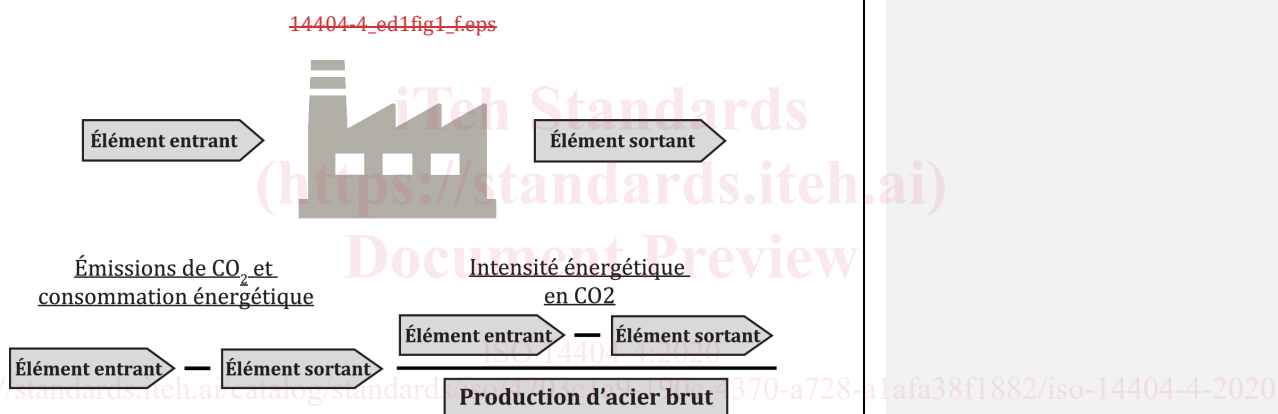 14404-4_ed1fig1_f.eps
iTeh Standards
Élément entrant
Élément sortant
(https://standards.iteh.ai)
Document Preview
Émissions de CO2 et
consommation énergétique
Intensité énergétique
en CO2
Élément entrant — Élément sortant
Élément entrant — Élément sortant
ISO 14404-4:2020
Production d'acier brut